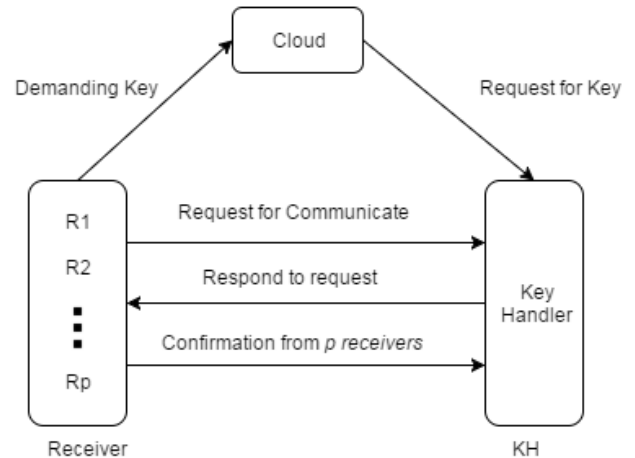 Cloud
Demanding Key
Request for Key
R1
Request for Communicate
R2
Respond to request
Key
Handler
Confirmation from p receivers
Rp
Receiver
KH